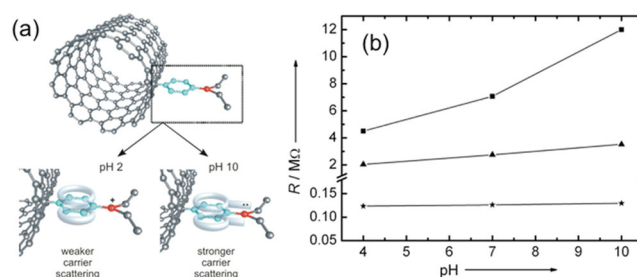 (a)
pH 2
pH 10
+
..
weaker
carrier
scattering
stronger
carrier
scattering
(b)
R / MΩ
12
10
8
6
4
2
0.15
0.10
0.05
4
5
6
7
8
9
10
pH